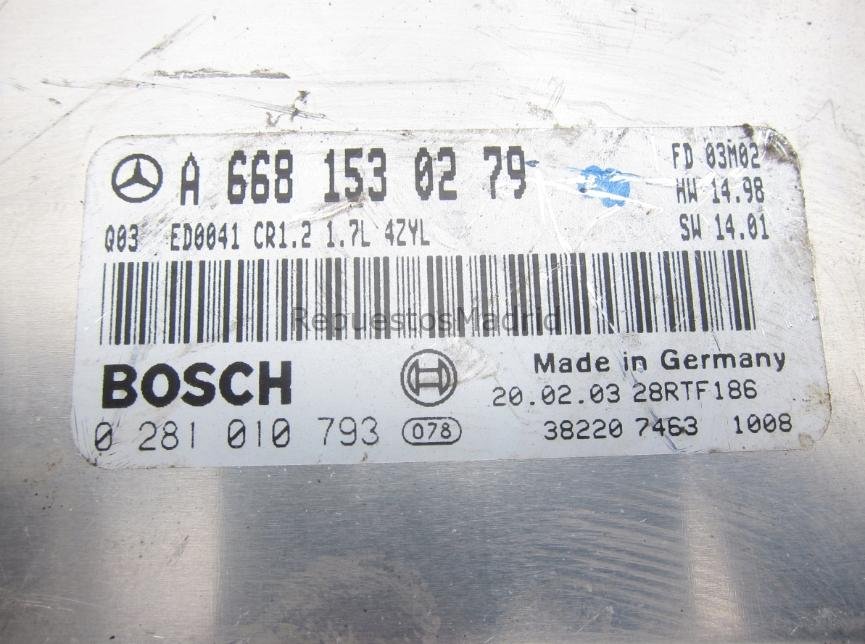 A 668 153 02 79
FD 03M02
HW 14.98
SW 14.01
Q03 ED0041 CR1.2 1.7L 4ZYL
RepuestosMadrid
BOSCH
Made in Germany
20.02.03 28RTF186
0 281 010 793 078
38220 7463 1008